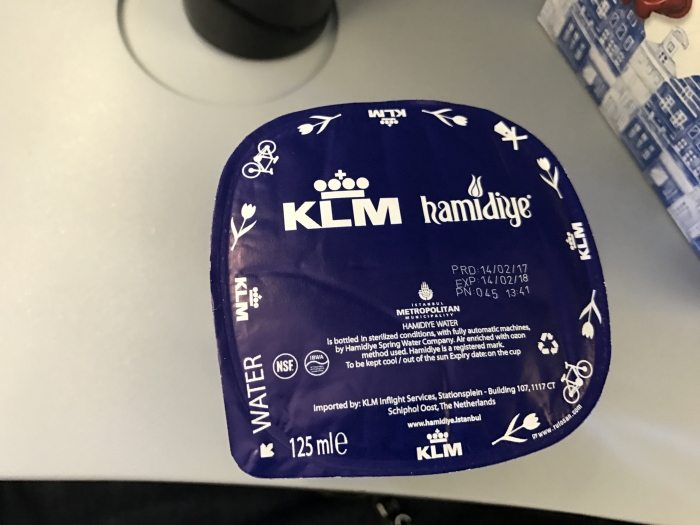 KLM
KLM hamidiye
KLM
PRD:14/02/17
EXP:14/02/18
PN:045 13:41
KLM
ISTANBUL
METROPOLITAN
MUNICIPALITY
HAMIDIYE WATER
is bottled in sterilized conditions, with fully automatic machines,
by Hamidiye Spring Water Company. Air enriched with ozon
method used. Hamidiye is a registered mark.
To be kept cool / out of the sun Expiry date: on the cup
NSF
IBWA
WATER
Imported by: KLM Inflight Services, Stationsplein - Building 107, 1117 CT
Schiphol Oost, The Netherlands
www.hamidiye.istanbul
125 ml e
KLM